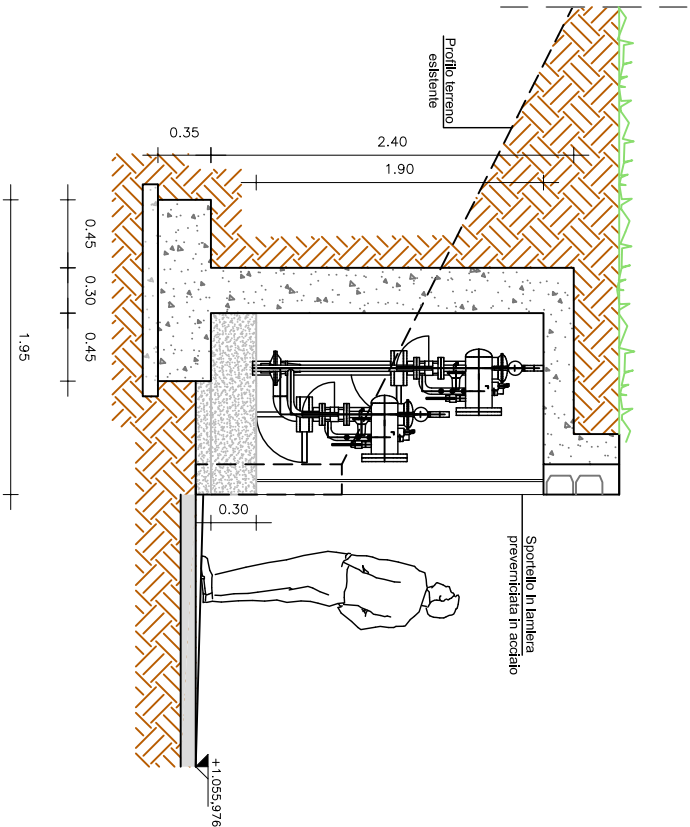 Profilo terreno
esistente
0.35
2.40
1.90
0.45
0.30
0.45
1.95
0.30
Sportello in lamiera
preverniciata in acciaio
+1.055,976